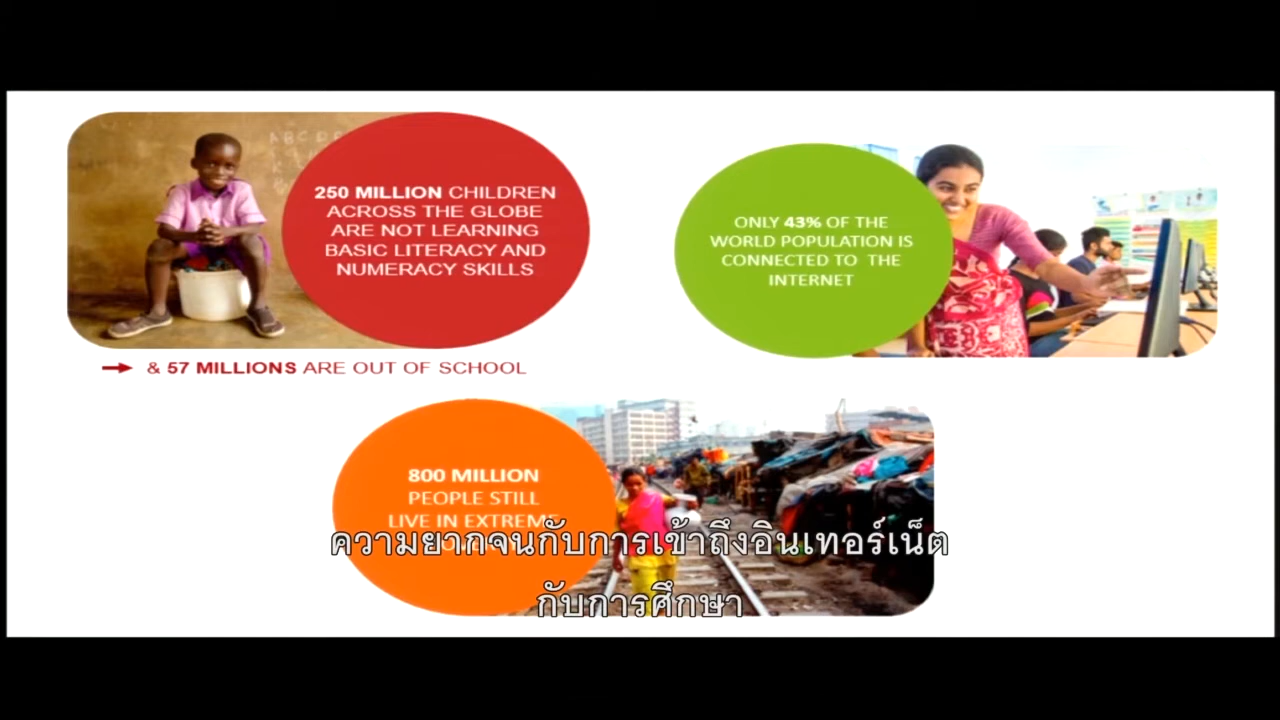 250 MILLION CHILDREN
ACROSS THE GLOBE
ARE NOT LEARNING
BASIC LITERACY AND
NUMERACY SKILLS
& 57 MILLIONS ARE OUT OF SCHOOL
ONLY 43% OF THE
WORLD POPULATION IS
CONNECTED TO THE
INTERNET
800 MILLION
PEOPLE STILL
LIVE IN EXTREME
ความยากจนกับการเข้าถึงอินเทอร์เน็ต
กับการศึกษา